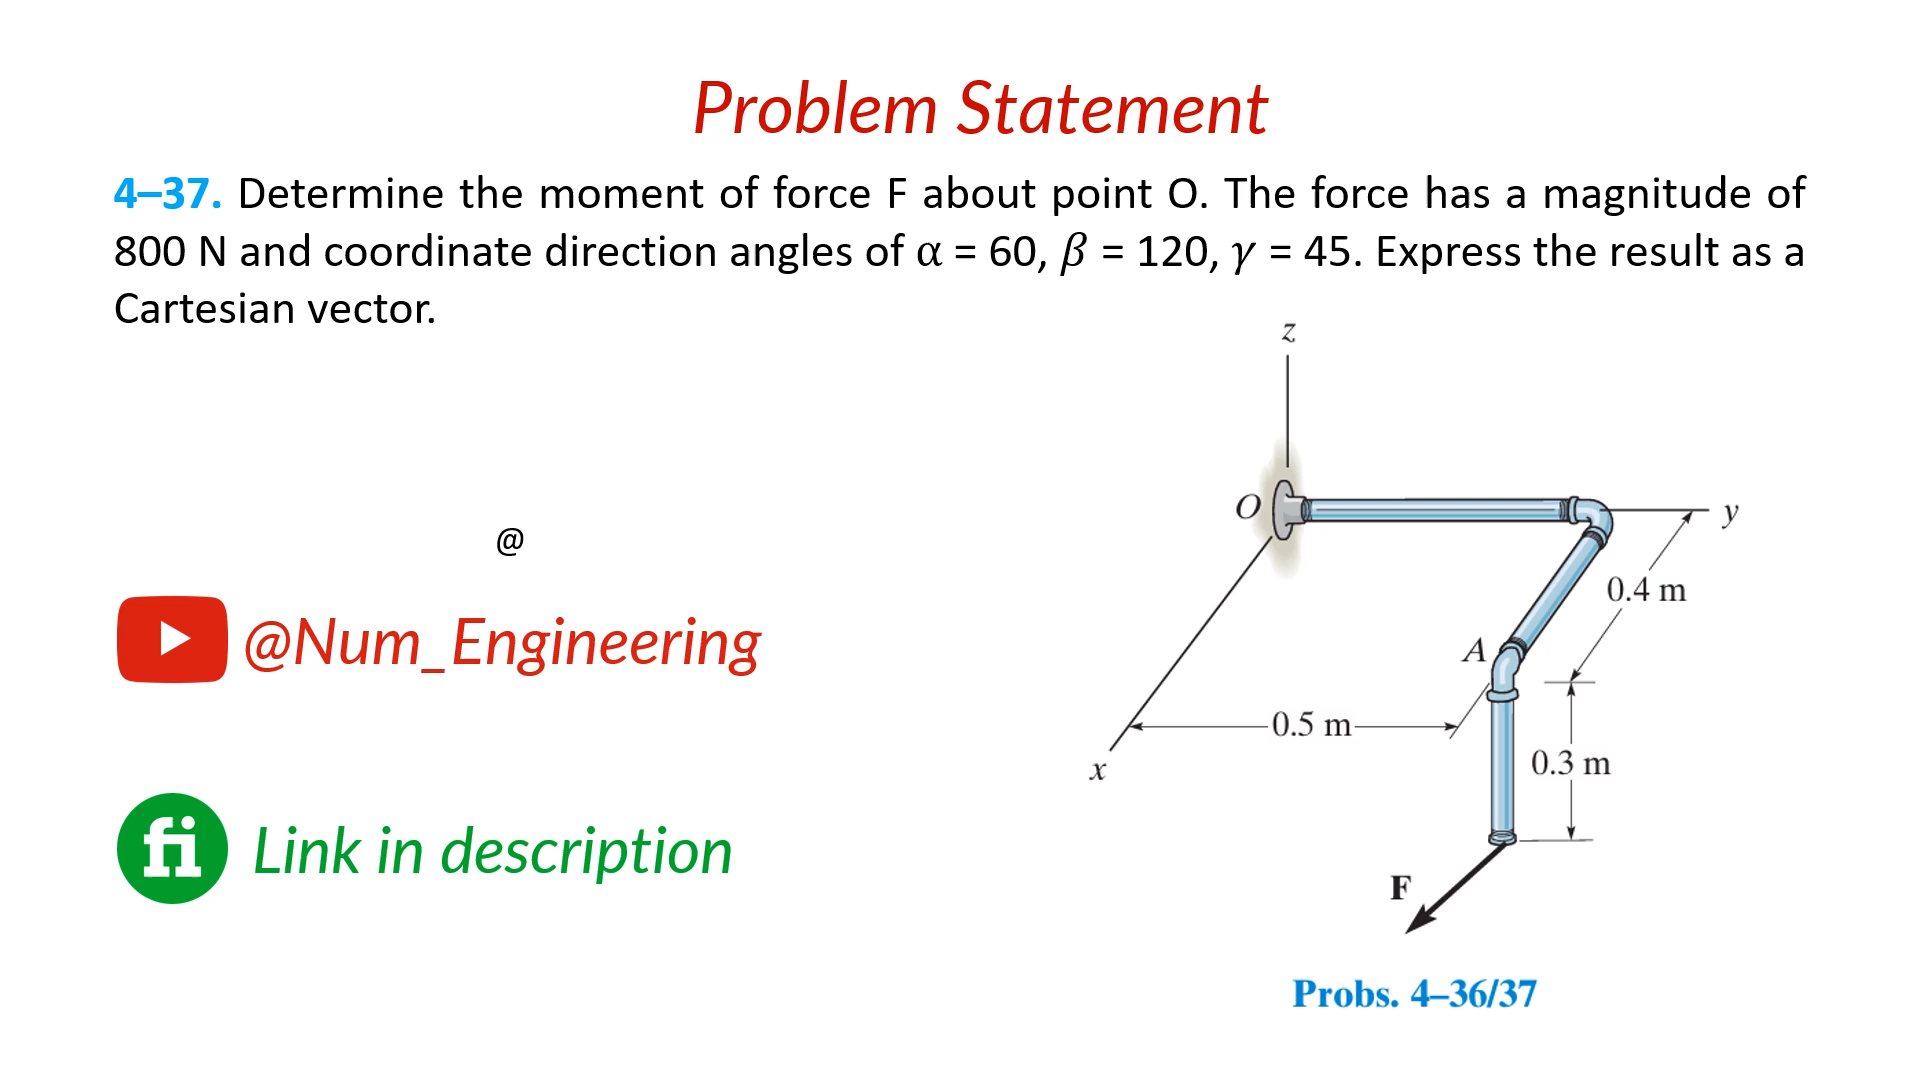 Problem Statement
4–37. Determine the moment of force F about point O. The force has a magnitude of
800 N and coordinate direction angles of α = 60, β = 120, γ = 45. Express the result as a
Cartesian vector.
z
O
y
0.4 m
A
0.5 m
x
0.3 m
F
Probs. 4–36/37
@
@Num_Engineering
fi
Link in description